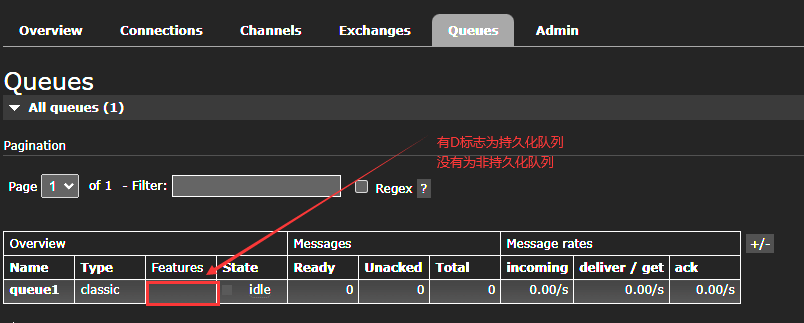 Overview Connections Channels Exchanges Queues Admin
Queues
▼ All queues (1)
有D标志为持久化队列
没有为非持久化队列
Pagination
Page 1 of 1 - Filter: Regex ?
Overview Messages Message rates +/-
Name Type Features State Ready Unacked Total incoming deliver / get ack
queue1 classic idle 0 0 0 0.00/s 0.00/s 0.00/s